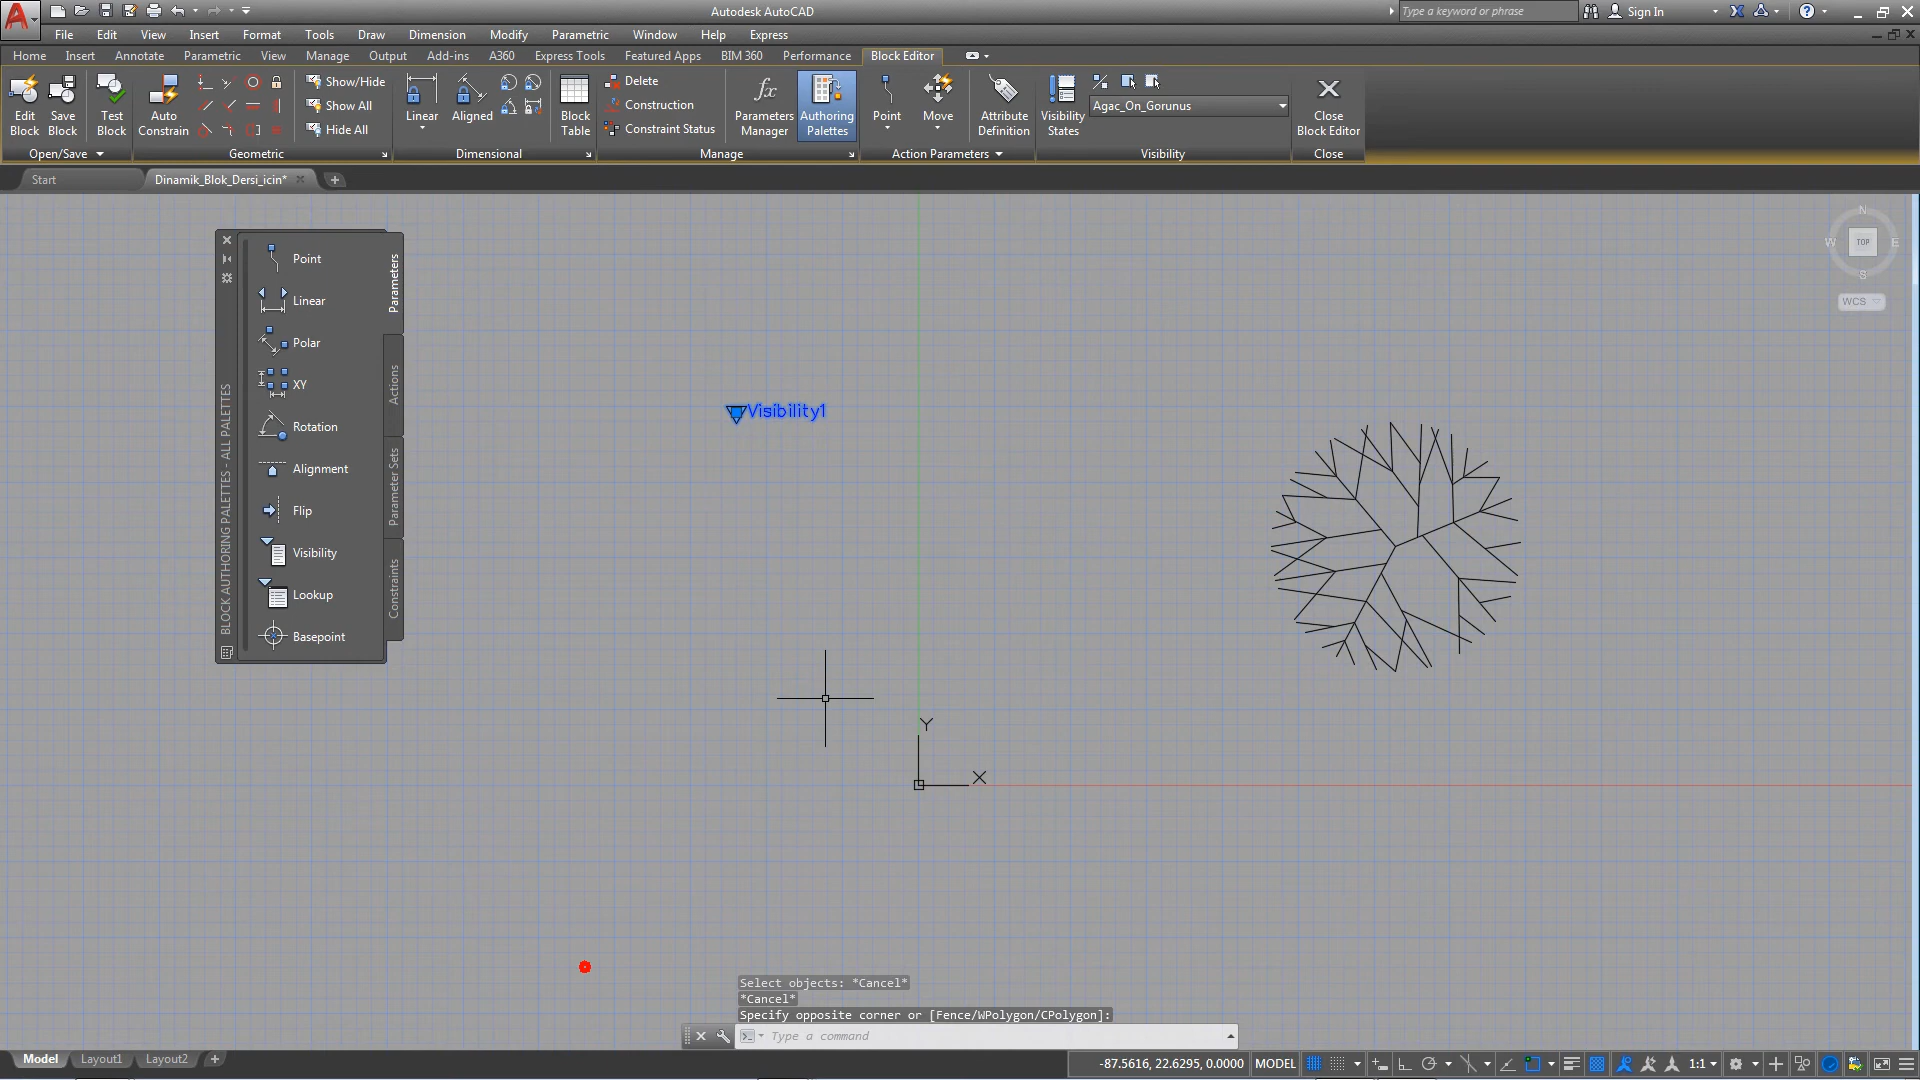 Autodesk AutoCAD
Type a keyword or phrase
Sign In
File Edit View Insert Format Tools Draw Dimension Modify Parametric Window Help Express
Home Insert Annotate Parametric View Manage Output Add-ins A360 Express Tools Featured Apps BIM 360 Performance Block Editor
Edit Block
Save Block
Test Block
Auto Constrain
Show/Hide
Show All
Hide All
Linear
Aligned
Block Table
Delete
Construction
Constraint Status
Parameters Manager
Authoring Palettes
Point
Move
Attribute Definition
Visibility States
Agac_On_Gorunus
Close Block Editor
Open/Save
Geometric
Dimensional
Manage
Action Parameters
Visibility
Close
Start
Dinamik_Blok_Dersi_icin*
Point
Linear
Polar
XY
Rotation
Alignment
Flip
Visibility
Lookup
Basepoint
Parameters
Actions
Parameter Sets
Constraints
BLOCK AUTHORING PALETTES - ALL PALETTES
Visibility1
N
W
TOP
E
S
WCS
Y
X
Select objects: *Cancel*
*Cancel*
Specify opposite corner or [Fence/WPolygon/CPolygon]:
Type a command
Model Layout1 Layout2
-87.5616, 22.6295, 0.0000
MODEL
1:1